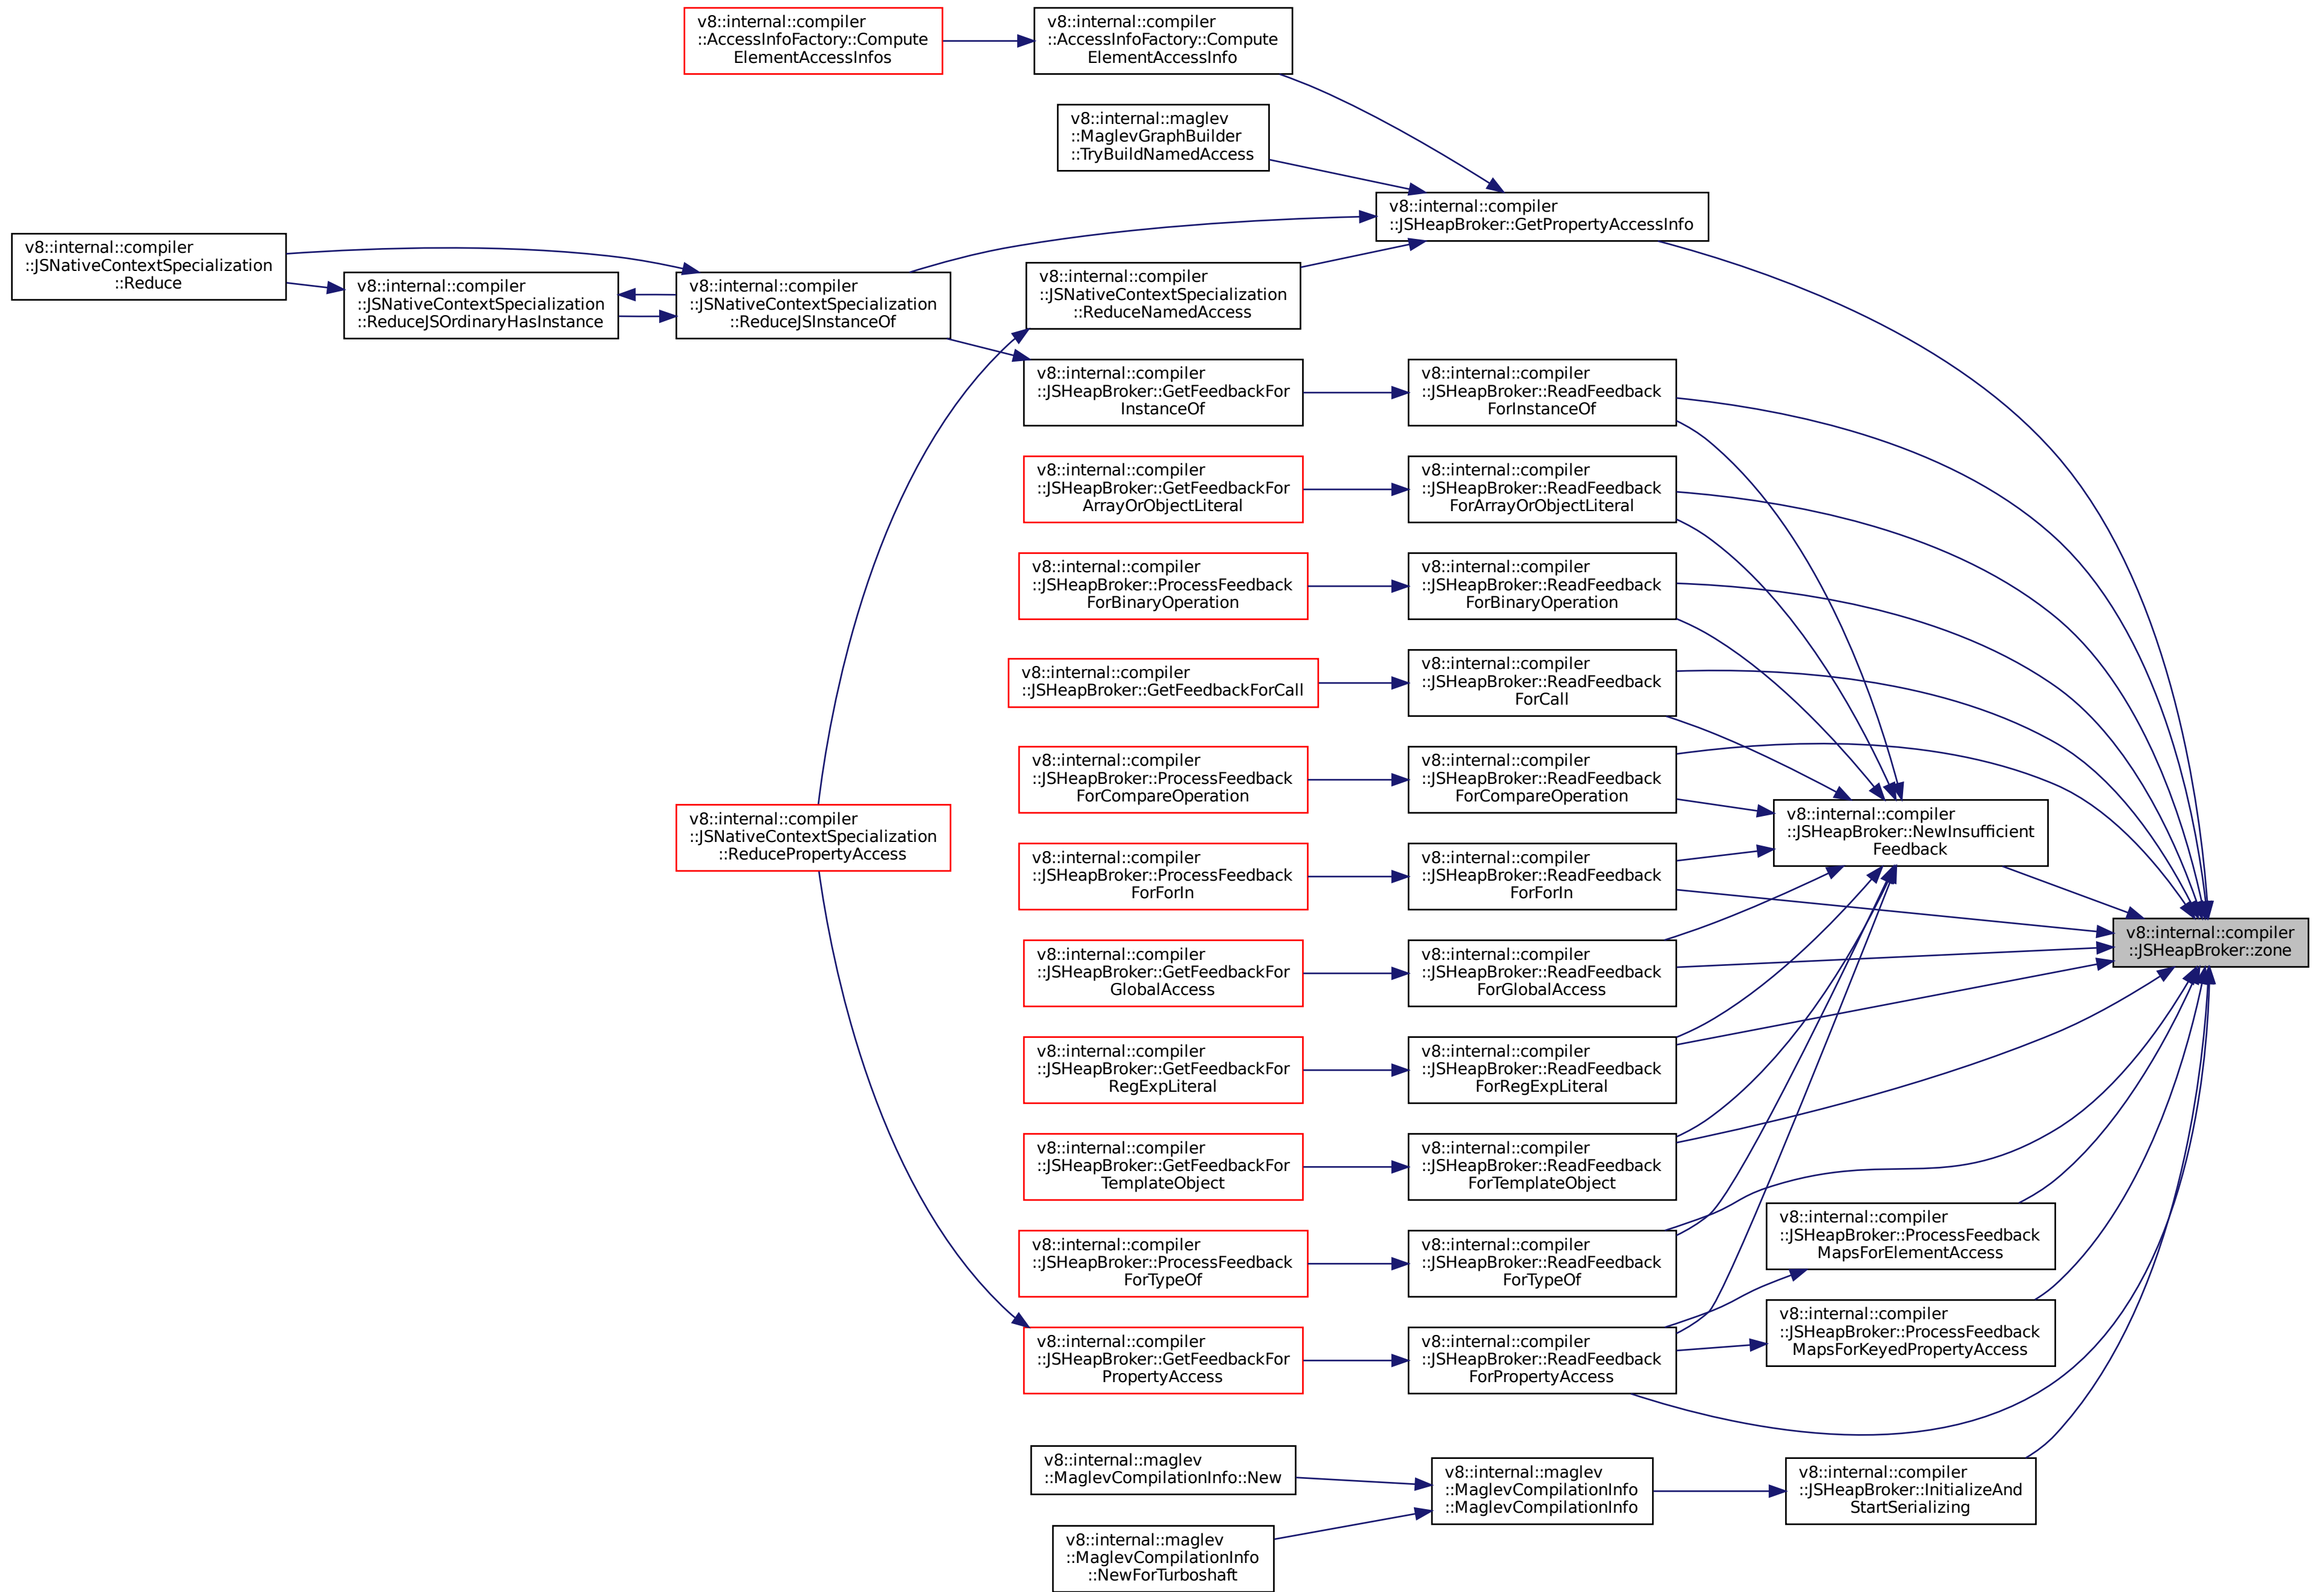 v8::internal::compiler
::AccessInfoFactory::Compute
ElementAccessInfos
v8::internal::compiler
::AccessInfoFactory::Compute
ElementAccessInfo
v8::internal::maglev
::MaglevGraphBuilder
::TryBuildNamedAccess
v8::internal::compiler
::JSHeapBroker::GetPropertyAccessInfo
v8::internal::compiler
::JSNativeContextSpecialization
::Reduce
v8::internal::compiler
::JSNativeContextSpecialization
::ReduceJSOrdinaryHasInstance
v8::internal::compiler
::JSNativeContextSpecialization
::ReduceJSInstanceOf
v8::internal::compiler
::JSNativeContextSpecialization
::ReduceNamedAccess
v8::internal::compiler
::JSHeapBroker::GetFeedbackFor
InstanceOf
v8::internal::compiler
::JSHeapBroker::ReadFeedback
ForInstanceOf
v8::internal::compiler
::JSHeapBroker::GetFeedbackFor
ArrayOrObjectLiteral
v8::internal::compiler
::JSHeapBroker::ReadFeedback
ForArrayOrObjectLiteral
v8::internal::compiler
::JSHeapBroker::ProcessFeedback
ForBinaryOperation
v8::internal::compiler
::JSHeapBroker::ReadFeedback
ForBinaryOperation
v8::internal::compiler
::JSHeapBroker::GetFeedbackForCall
v8::internal::compiler
::JSHeapBroker::ReadFeedback
ForCall
v8::internal::compiler
::JSHeapBroker::ProcessFeedback
ForCompareOperation
v8::internal::compiler
::JSHeapBroker::ReadFeedback
ForCompareOperation
v8::internal::compiler
::JSNativeContextSpecialization
::ReducePropertyAccess
v8::internal::compiler
::JSHeapBroker::NewInsufficient
Feedback
v8::internal::compiler
::JSHeapBroker::ProcessFeedback
ForForIn
v8::internal::compiler
::JSHeapBroker::ReadFeedback
ForForIn
v8::internal::compiler
::JSHeapBroker::zone
v8::internal::compiler
::JSHeapBroker::GetFeedbackFor
GlobalAccess
v8::internal::compiler
::JSHeapBroker::ReadFeedback
ForGlobalAccess
v8::internal::compiler
::JSHeapBroker::GetFeedbackFor
RegExpLiteral
v8::internal::compiler
::JSHeapBroker::ReadFeedback
ForRegExpLiteral
v8::internal::compiler
::JSHeapBroker::GetFeedbackFor
TemplateObject
v8::internal::compiler
::JSHeapBroker::ReadFeedback
ForTemplateObject
v8::internal::compiler
::JSHeapBroker::ProcessFeedback
MapsForElementAccess
v8::internal::compiler
::JSHeapBroker::ProcessFeedback
ForTypeOf
v8::internal::compiler
::JSHeapBroker::ReadFeedback
ForTypeOf
v8::internal::compiler
::JSHeapBroker::ProcessFeedback
MapsForKeyedPropertyAccess
v8::internal::compiler
::JSHeapBroker::GetFeedbackFor
PropertyAccess
v8::internal::compiler
::JSHeapBroker::ReadFeedback
ForPropertyAccess
v8::internal::maglev
::MaglevCompilationInfo::New
v8::internal::maglev
::MaglevCompilationInfo
::MaglevCompilationInfo
v8::internal::compiler
::JSHeapBroker::InitializeAnd
StartSerializing
v8::internal::maglev
::MaglevCompilationInfo
::NewForTurboshaft